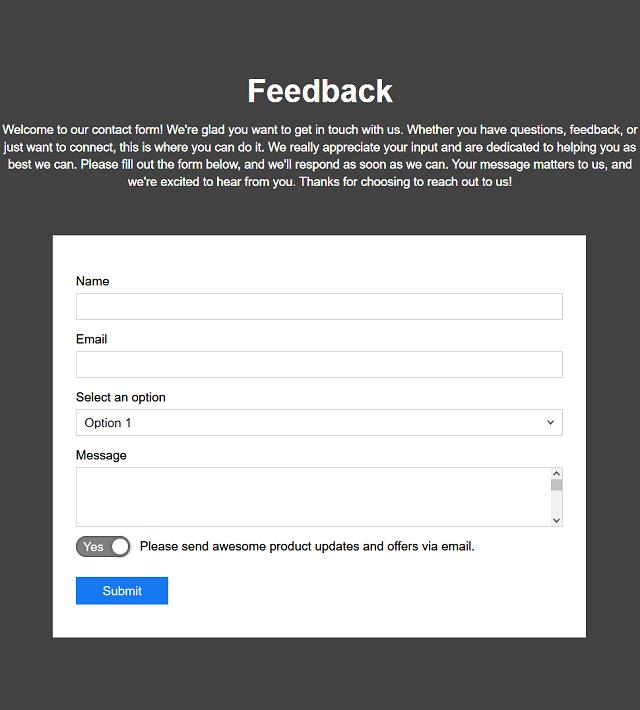 Feedback
Welcome to our contact form! We're glad you want to get in touch with us. Whether you have questions, feedback, or
just want to connect, this is where you can do it. We really appreciate your input and are dedicated to helping you as
best we can. Please fill out the form below, and we'll respond as soon as we can. Your message matters to us, and
we're excited to hear from you. Thanks for choosing to reach out to us!
Name
Email
Select an option
Option 1
Message
Yes Please send awesome product updates and offers via email.
Submit